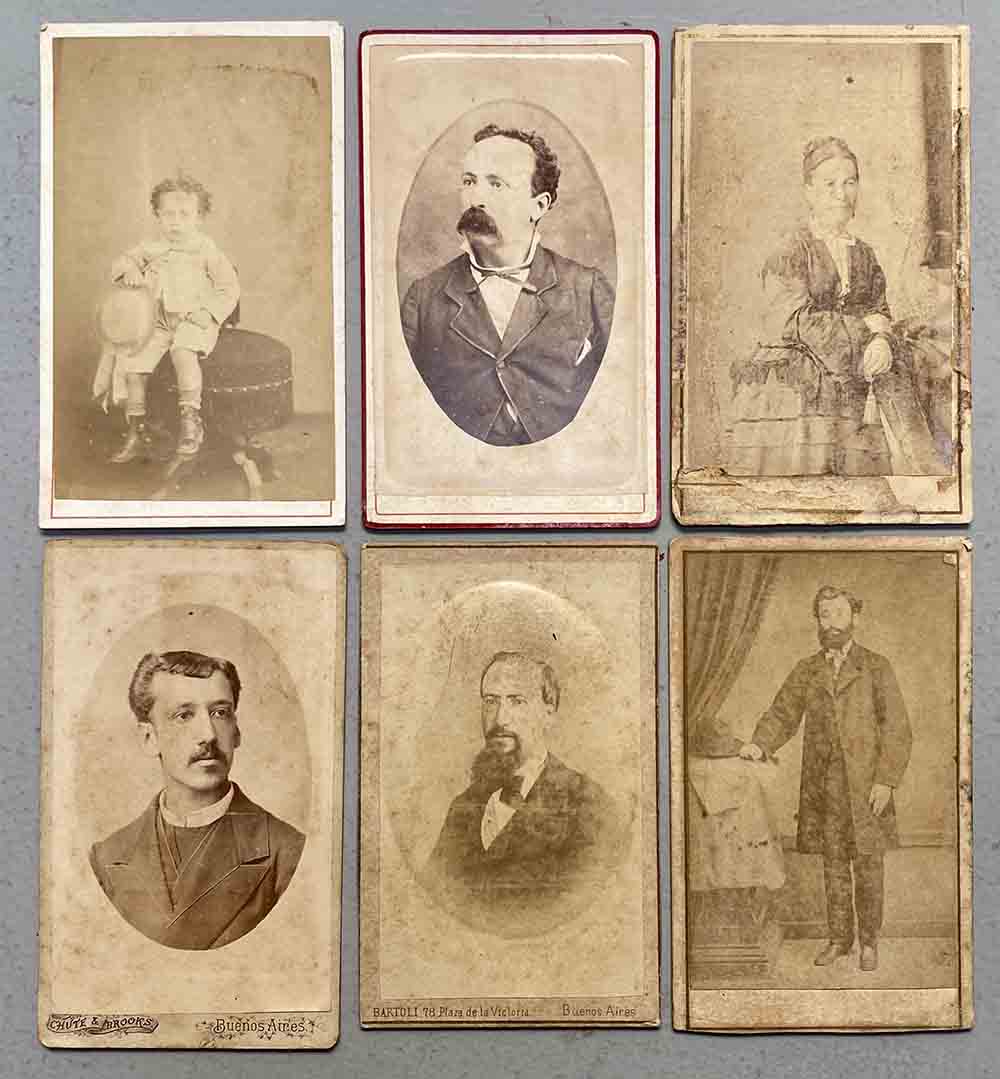 CHUTE & BROOKS Buenos Aires.
BARTOLI 78 Plaza de la Victoria Buenos Aires